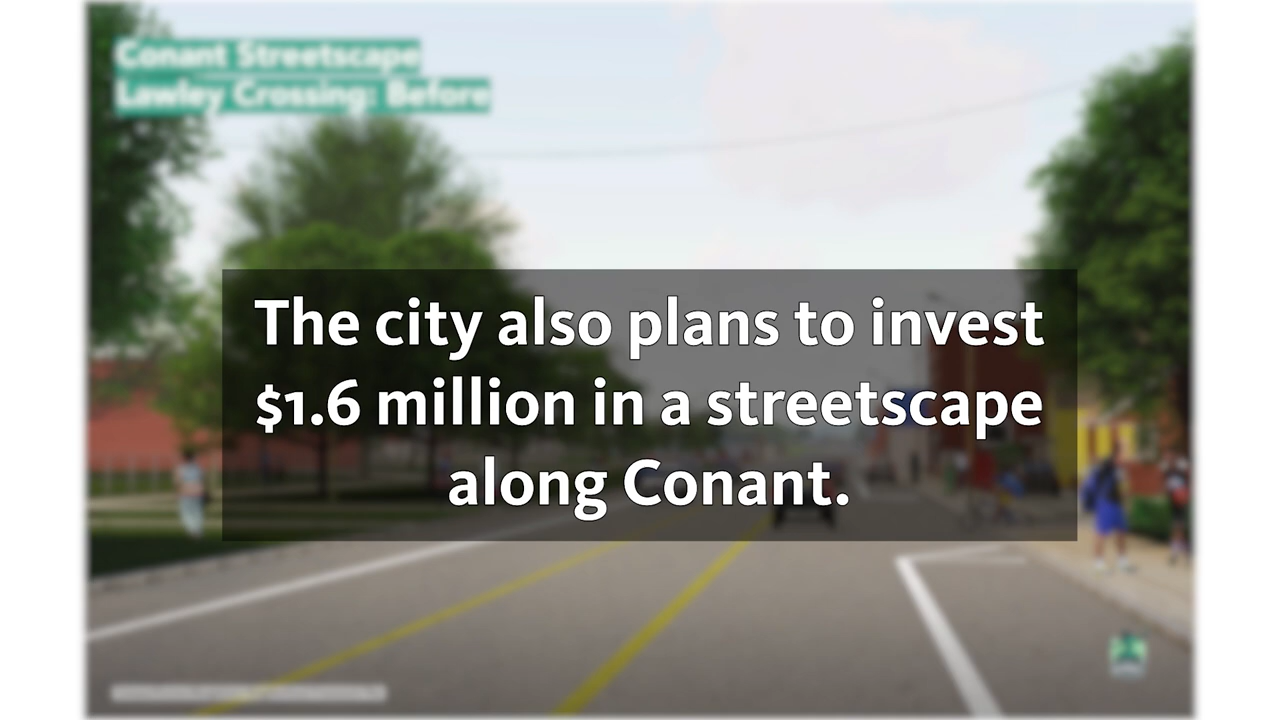 Conant Streetscape
Lawley Crossing: Before
The city also plans to invest
$1.6 million in a streetscape
along Conant.